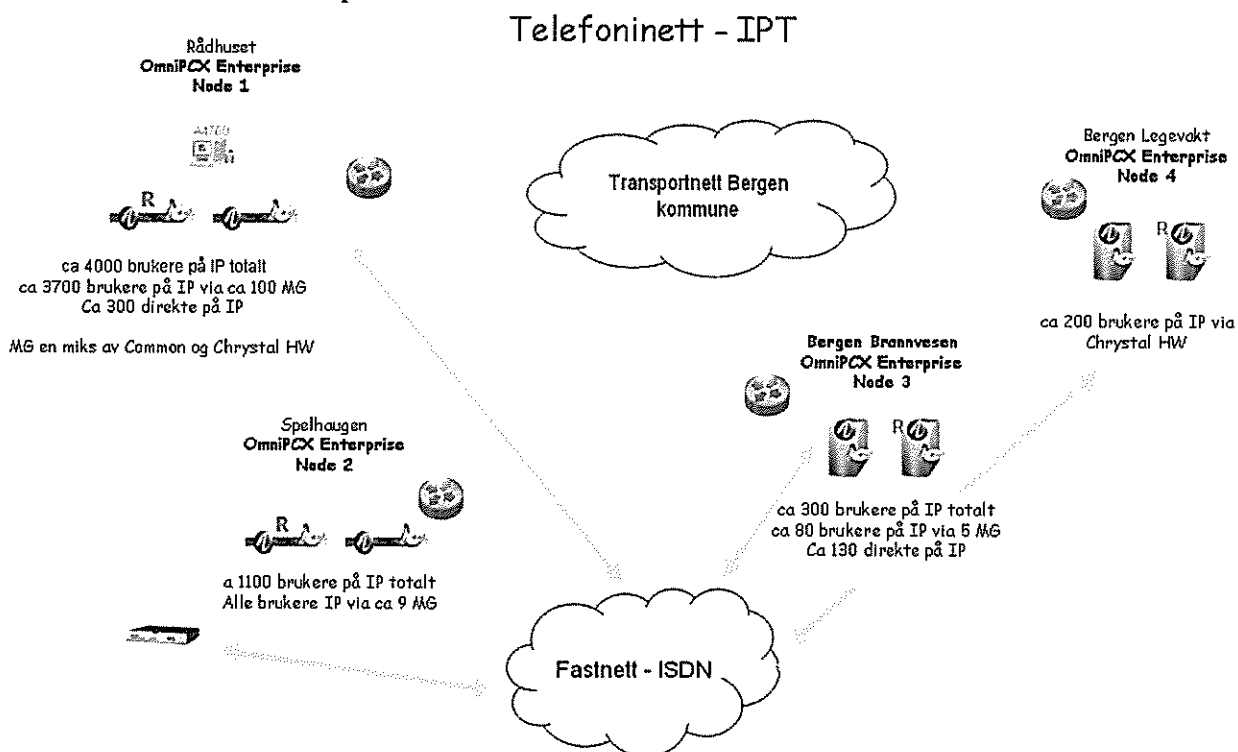 Telefoninett - IPT
Rådhuset
OmniPCX Enterprise
Node 1
A4760
R
ca 4000 brukere på IP totalt
ca 3700 brukere på IP via ca 100 MG
Ca 300 direkte på IP
MG en miks av Common og Chrystal HW
Transportnett Bergen
kommune
Bergen Legevakt
OmniPCX Enterprise
Node 4
R
ca 200 brukere på IP via
Chrystal HW
Bergen Brannvesen
OmniPCX Enterprise
Node 3
R
ca 300 brukere på IP totalt
ca 80 brukere på IP via 5 MG
Ca 130 direkte på IP
Spelhaugen
OmniPCX Enterprise
Node 2
R
a 1100 brukere på IP totalt
Alle brukere IP via ca 9 MG
Fastnett - ISDN